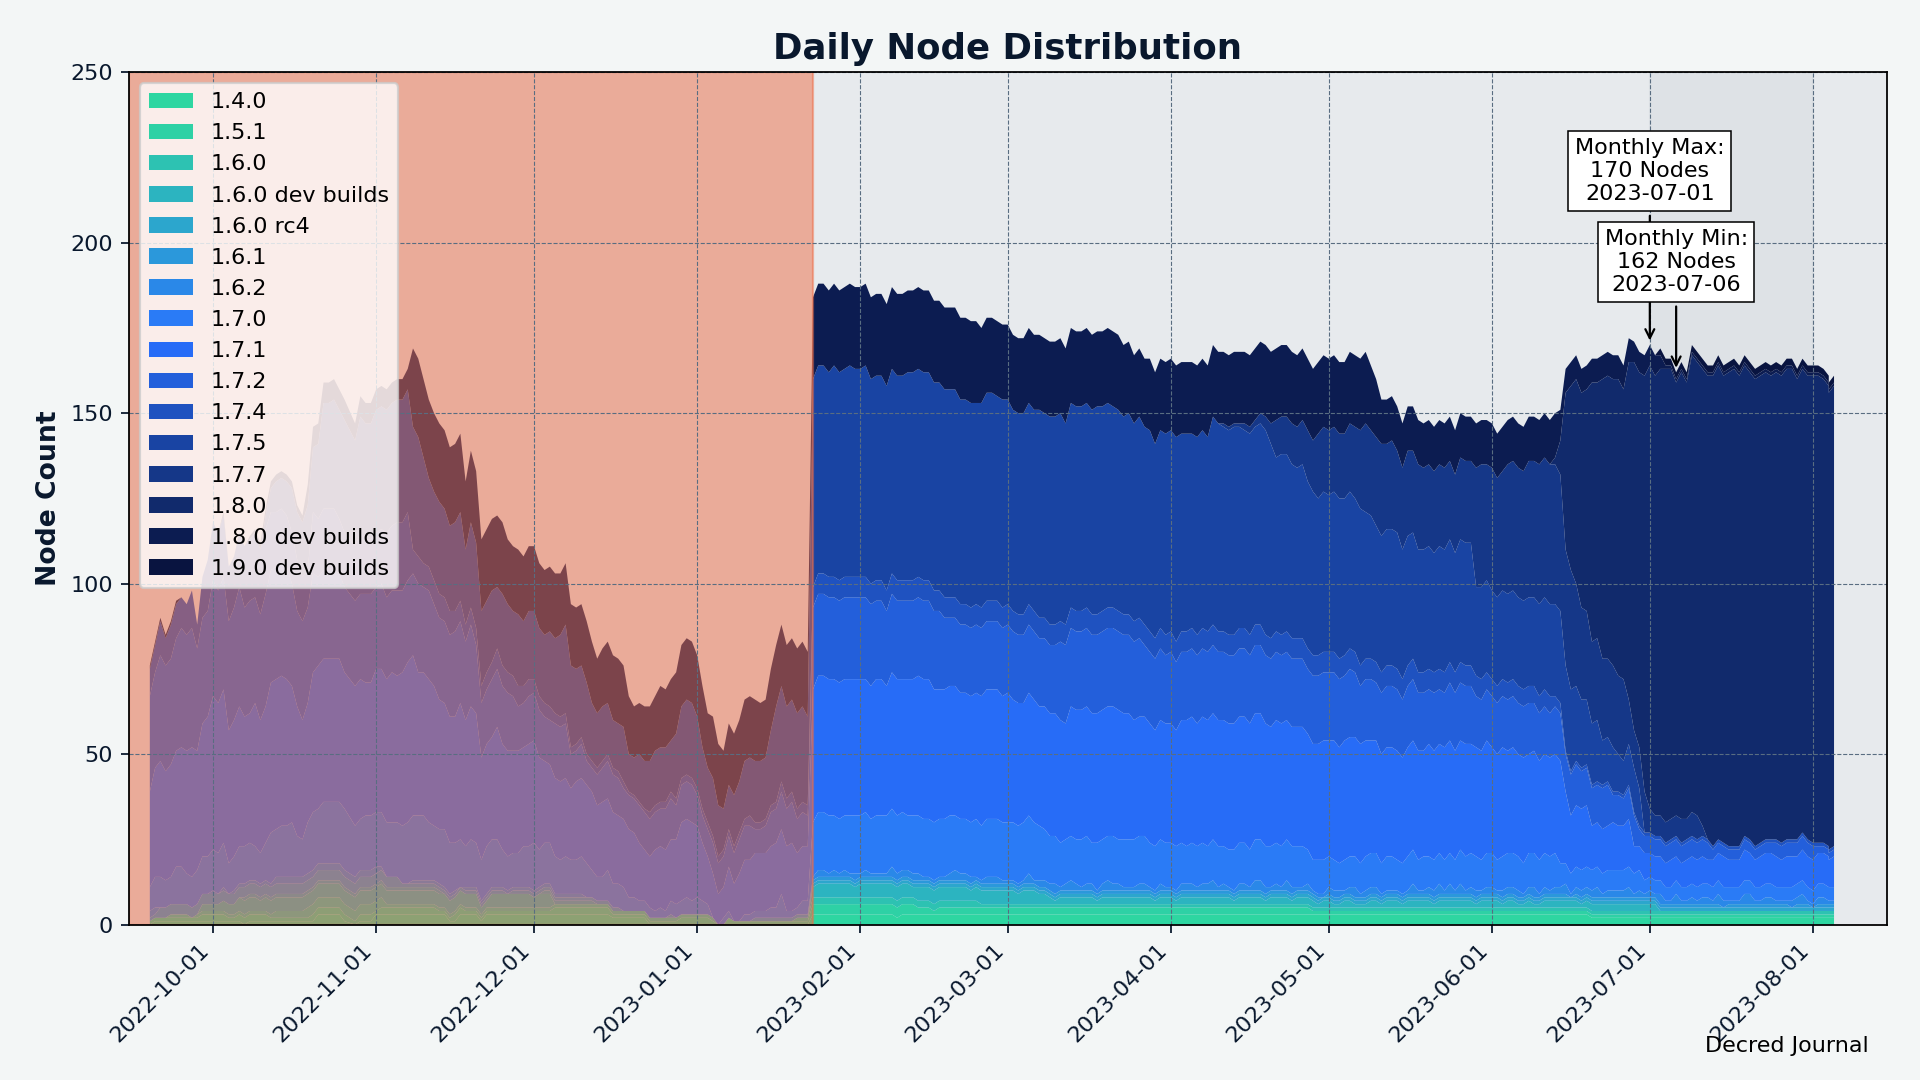 Daily Node Distribution
Node Count
250
200
150
100
50
0
1.4.0
1.5.1
1.6.0
1.6.0 dev builds
1.6.0 rc4
1.6.1
1.6.2
1.7.0
1.7.1
1.7.2
1.7.4
1.7.5
1.7.7
1.8.0
1.8.0 dev builds
1.9.0 dev builds
Monthly Max:
170 Nodes
2023-07-01
Monthly Min:
162 Nodes
2023-07-06
2022-10-01
2022-11-01
2022-12-01
2023-01-01
2023-02-01
2023-03-01
2023-04-01
2023-05-01
2023-06-01
2023-07-01
2023-08-01
Decred Journal